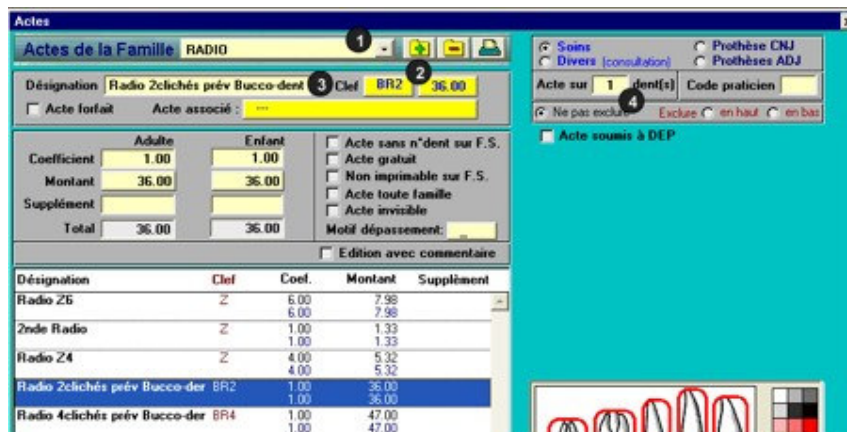 Actes
Actes de la Famille RADIO 1
Désignation Radio 2clichés prév Bucco-dent 3 Clef BR2 2 36.00
Acte forfait Acte associé : ---
Adulte Enfant
Coefficient 1.00 1.00
Montant 36.00 36.00
Supplément
Total 36.00 36.00
Acte sans n°dent sur F.S.
Acte gratuit
Non imprimable sur F.S.
Acte toute famille
Acte invisible
Motif dépassement: _
Edition avec commentaire
Soins Prothèse CNJ
Divers (consultation) Prothèses ADJ
Acte sur 1 dent(s) Code praticien
4
Ne pas exclure Exclure en haut en bas
Acte soumis à DEP
Désignation Clef Coef. Montant Supplèment
Radio Z6 Z 6.00 7.98
6.00 7.98
2nde Radio Z 1.00 1.33
1.00 1.33
Radio Z4 Z 4.00 5.32
4.00 5.32
Radio 2clichés prév Bucco-der BR2 1.00 36.00
1.00 36.00
Radio 4clichés prév Bucco-der BR4 1.00 47.00
1.00 47.00